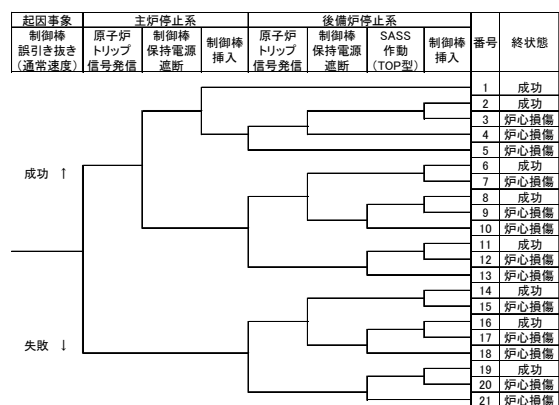 起因事象 主炉停止系 後備炉停止系
制御棒 原子炉 制御棒 制御棒 原子炉 制御棒 SASS 制御棒 番号 終状態
誤引き抜き トリップ 保持電源 挿入 トリップ 保持電源 作動 挿入
(通常速度) 信号発信 遮断 信号発信 遮断 (TOP型)
1 成功
2 成功
3 炉心損傷
4 炉心損傷
5 炉心損傷
6 成功
成功 ↑
7 炉心損傷
8 成功
9 炉心損傷
10 炉心損傷
11 成功
12 炉心損傷
13 炉心損傷
14 成功
15 炉心損傷
16 成功
失敗 ↓
17 炉心損傷
18 炉心損傷
19 成功
20 炉心損傷
21 炉心損傷